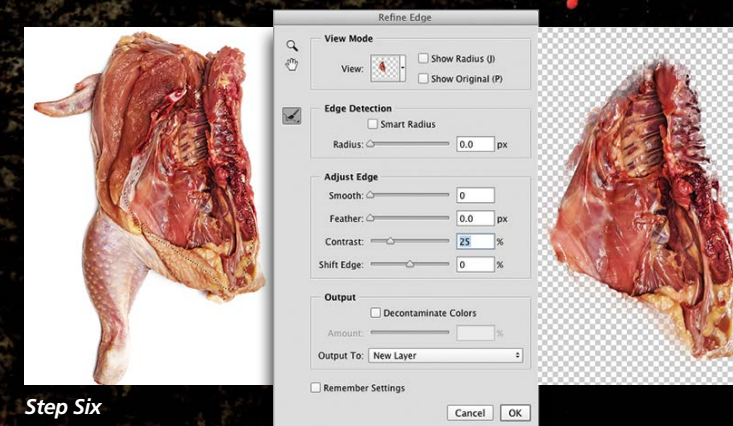 Refine Edge
View Mode
View:
Show Radius (J)
Show Original (P)
Edge Detection
Smart Radius
Radius: 0.0 px
Adjust Edge
Smooth: 0
Feather: 0.0 px
Contrast: 25 %
Shift Edge: 0 %
Output
Decontaminate Colors
Amount: %
Output To: New Layer
Remember Settings
Cancel OK
Step Six